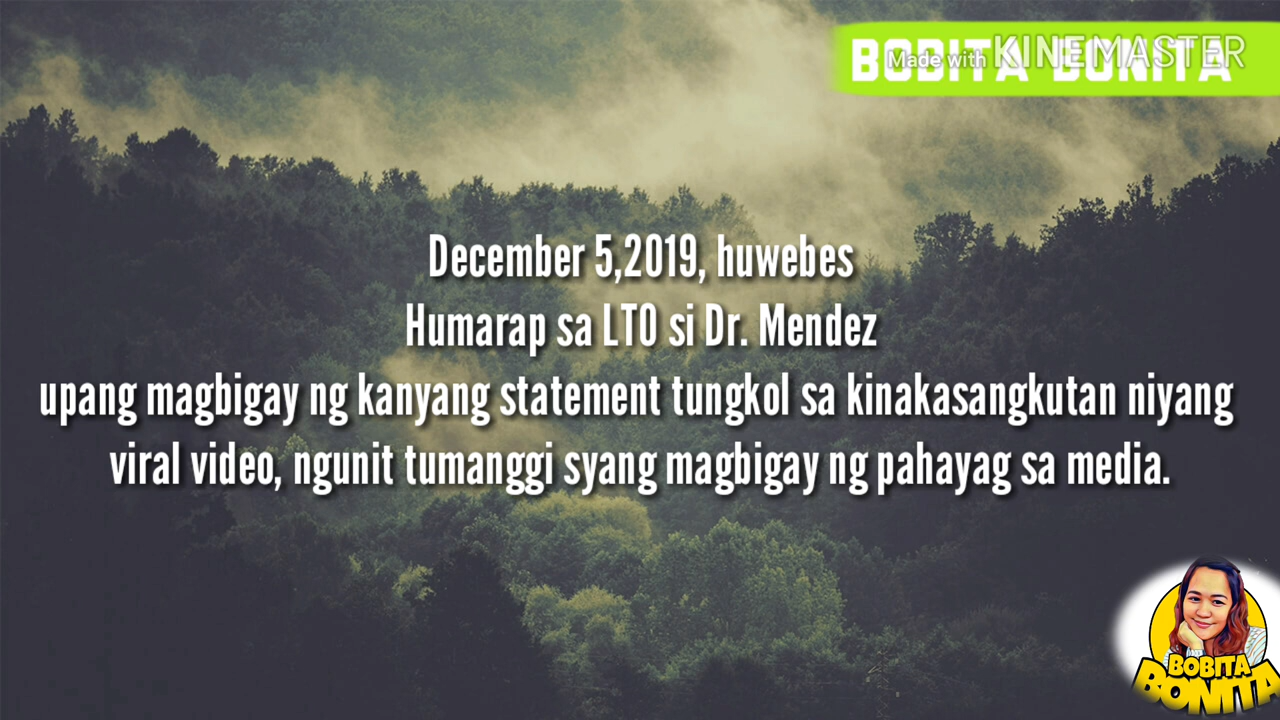 BOBITA BONITA
Made with KINEMASTER
December 5,2019, huwebes
Humarap sa LTO si Dr. Mendez
upang magbigay ng kanyang statement tungkol sa kinakasangkutan niyang
viral video, ngunit tumanggi syang magbigay ng pahayag sa media.
BOBITA
BONITA